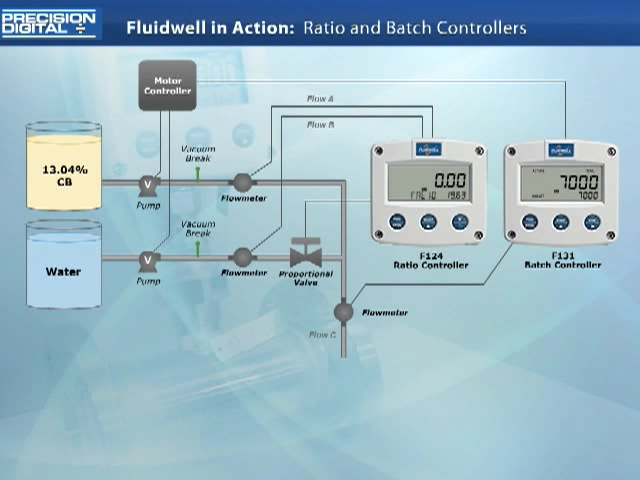 PRECISION
DIGITAL
Fluidwell in Action: Ratio and Batch Controllers
Motor
Controller
Flow A
Flow B
13.04%
CB
Vacuum
Break
Pump
Flowmeter
Water
Vacuum
Break
Pump
Flowmeter
Proportional
Valve
V
V
FLUIDWELL
0.00
F124
Ratio Controller
FLUIDWELL
7000
7000
F131
Batch Controller
Flowmeter
Flow C